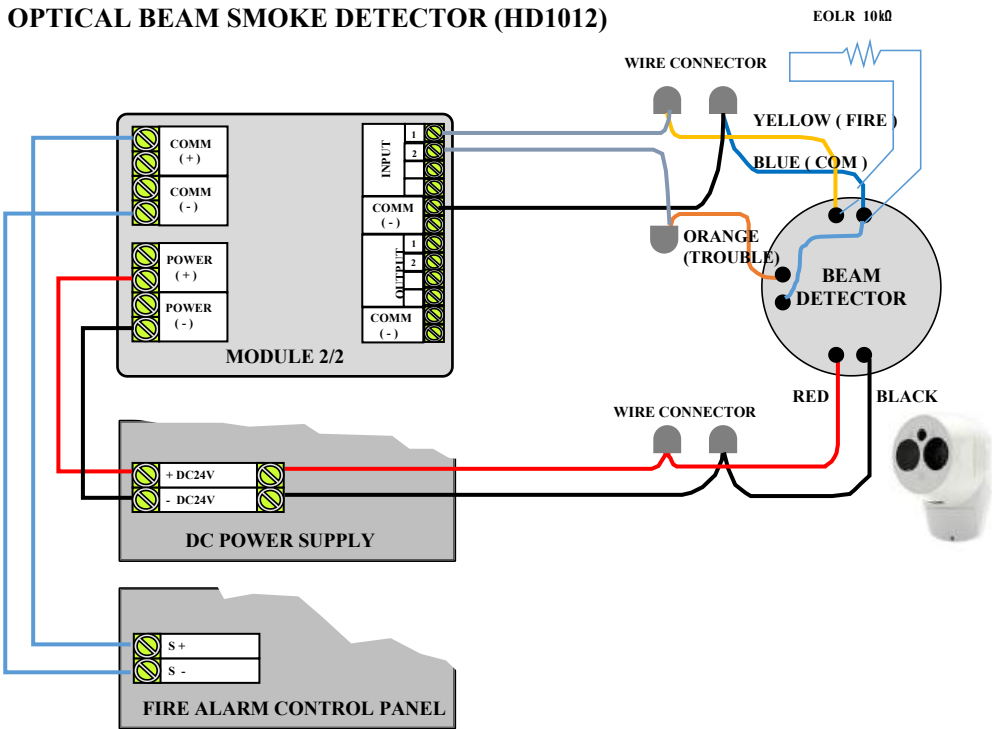 OPTICAL BEAM SMOKE DETECTOR (HD1012)
EOLR 10kΩ
WIRE CONNECTOR
YELLOW ( FIRE )
BLUE ( COM )
COMM
( + )
COMM
( - )
POWER
( + )
POWER
( - )
INPUT
1
2
COMM
( - )
OUTPUT
1
2
COMM
( - )
MODULE 2/2
ORANGE
(TROUBLE)
BEAM
DETECTOR
RED
BLACK
WIRE CONNECTOR
+ DC24V
- DC24V
DC POWER SUPPLY
S +
S -
FIRE ALARM CONTROL PANEL